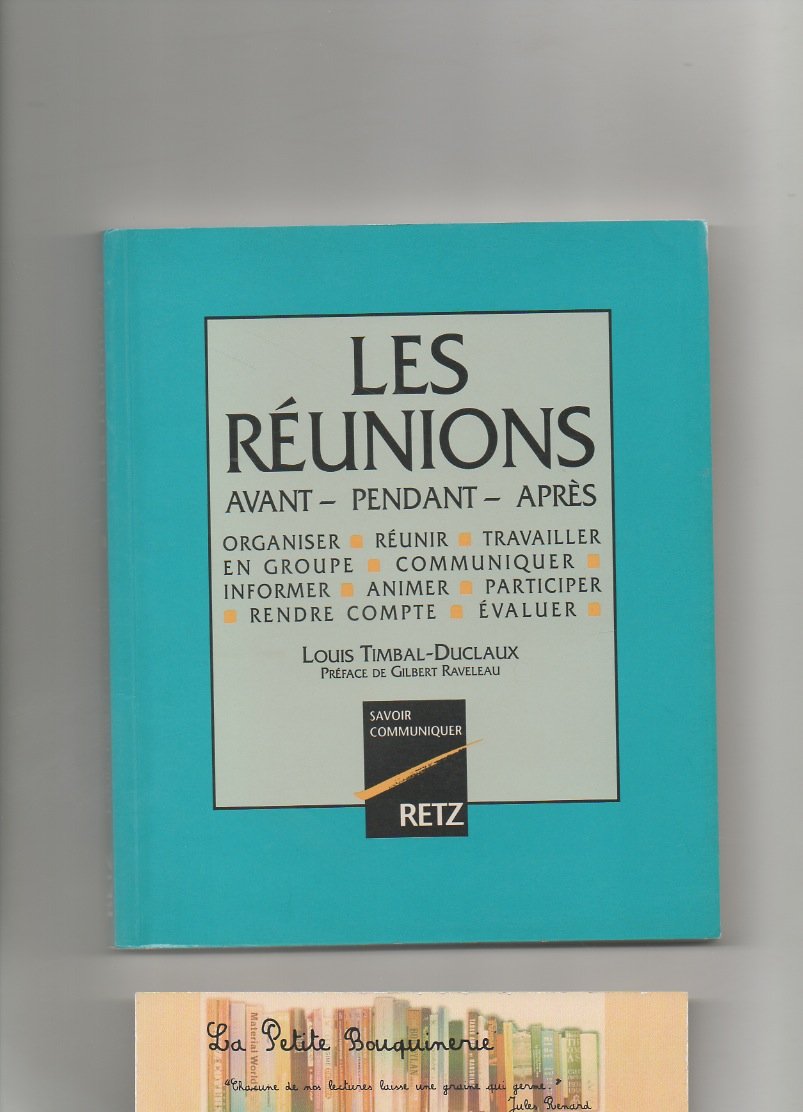 LES
RÉUNIONS
AVANT – PENDANT – APRÈS
ORGANISER ■ RÉUNIR ■ TRAVAILLER
EN GROUPE ■ COMMUNIQUER ■
INFORMER ■ ANIMER ■ PARTICIPER
■ RENDRE COMPTE ■ ÉVALUER ■
LOUIS TIMBAL-DUCLAUX
PRÉFACE DE GILBERT RAVELEAU
SAVOIR
COMMUNIQUER
RETZ
La Petite Bouquinerie
"Chacune de nos lectures laisse une graine qui germe."
Jules Renard
Material World